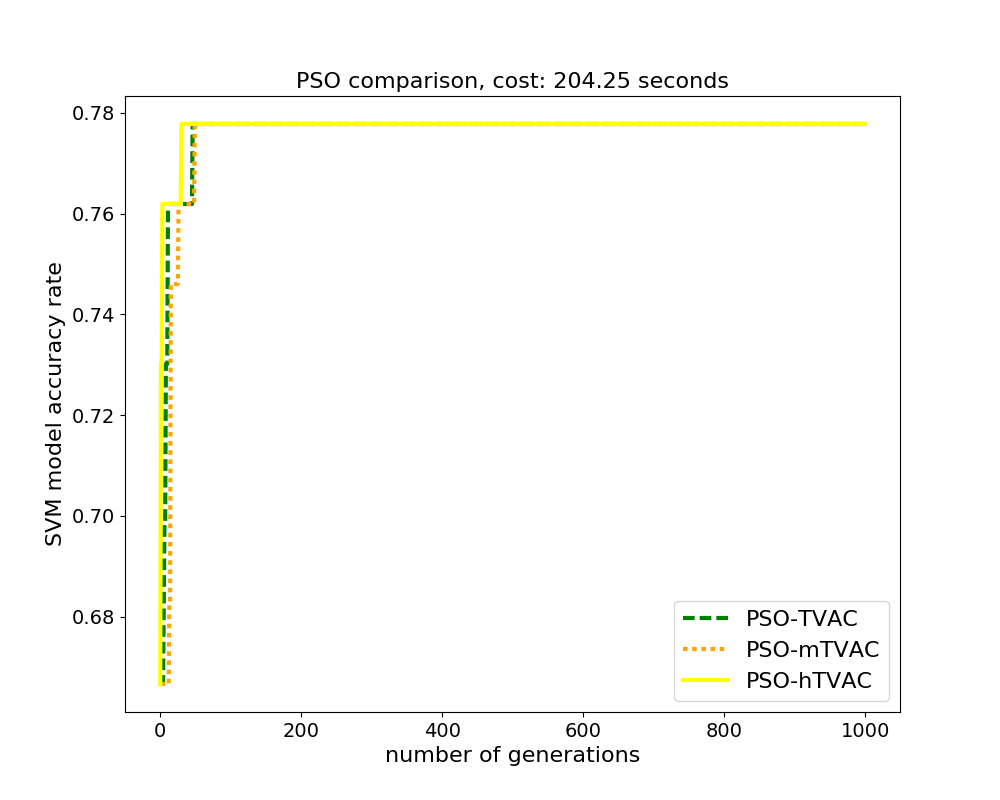 PSO comparison, cost: 204.25 seconds
SVM model accuracy rate
0.78
0.76
0.74
0.72
0.70
0.68
0
200
400
600
800
1000
number of generations
PSO-TVAC
PSO-mTVAC
PSO-hTVAC